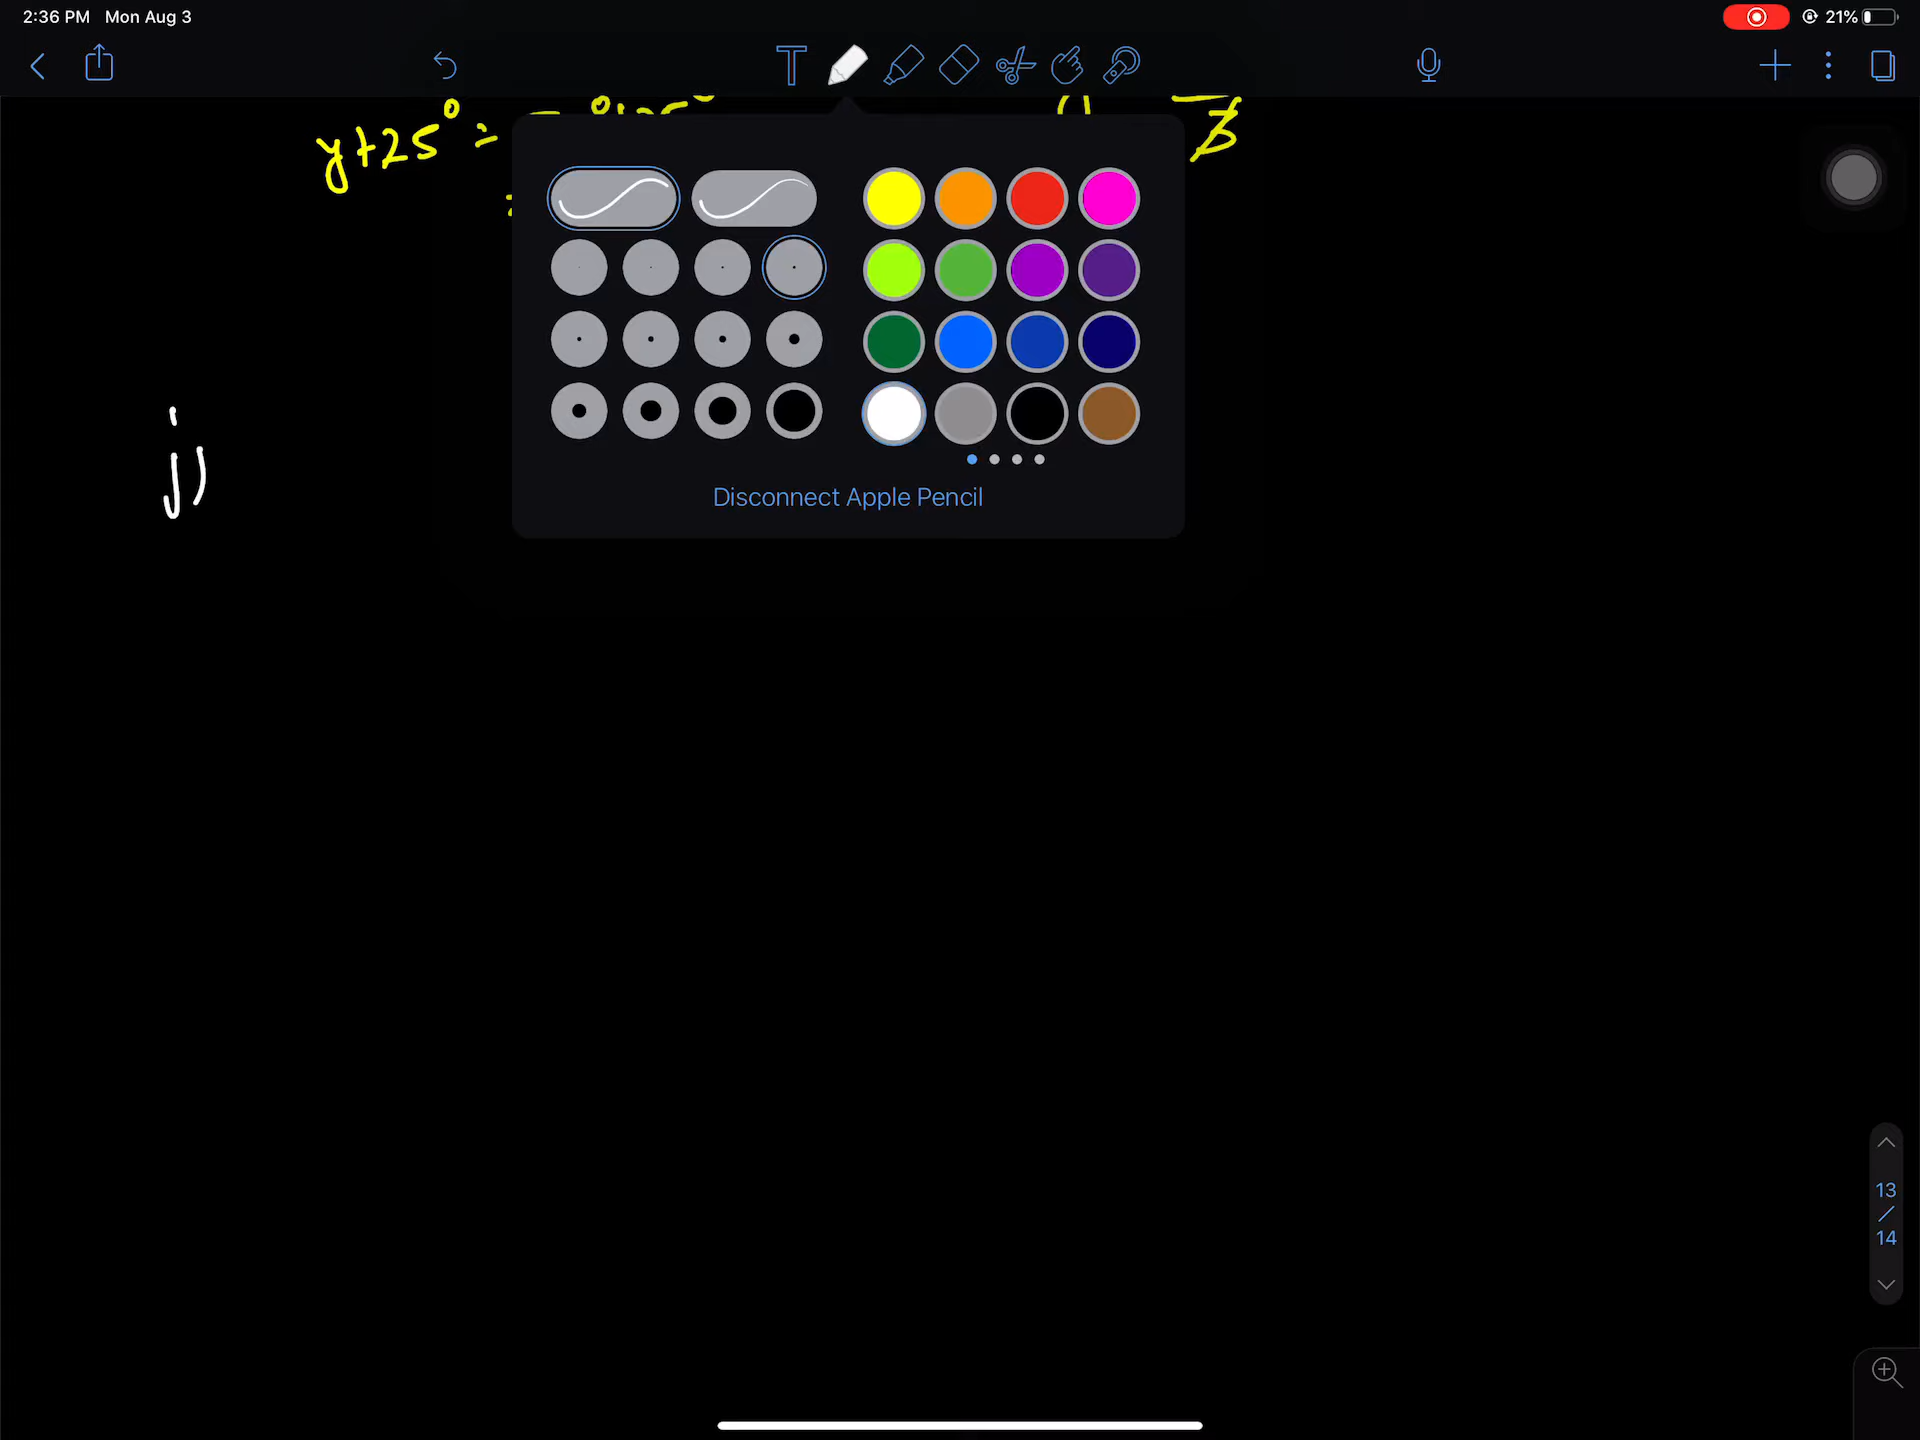 2:36 PM Mon Aug 3
21%
y+25° =
j)
Disconnect Apple Pencil
13
/
14